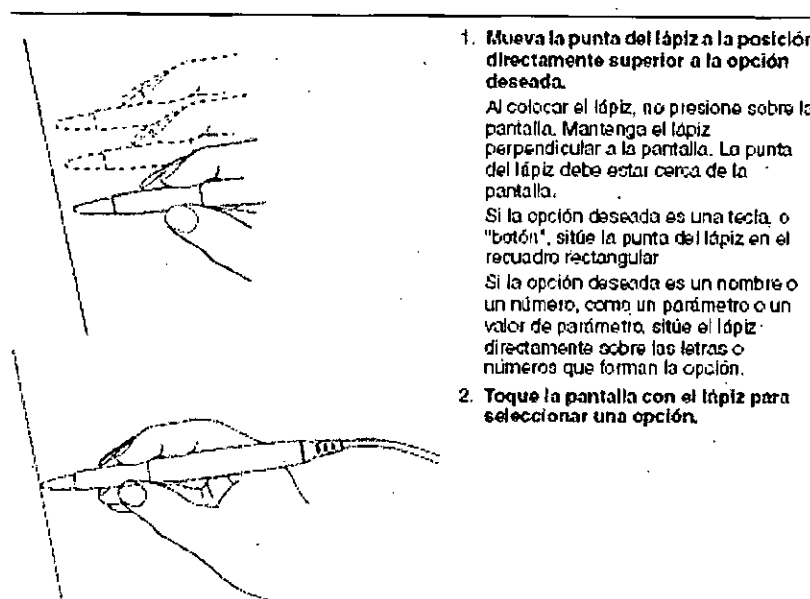 1. Mueva la punta del lápiz a la posición
directamente superior a la opción
deseada.
Al colocar el lápiz, no presione sobre la
pantalla. Mantenga el lápiz
perpendicular a la pantalla. La punta
del lápiz debe estar cerca de la
pantalla.
Si la opción deseada es una tecla, o
"botón", sitúe la punta del lápiz en el
recuadro rectangular
Si la opción deseada es un nombre o
un número, como un parámetro o un
valor de parámetro, sitúe el lápiz
directamente sobre las letras o
números que forman la opción.
2. Toque la pantalla con el lápiz para
seleccionar una opción.